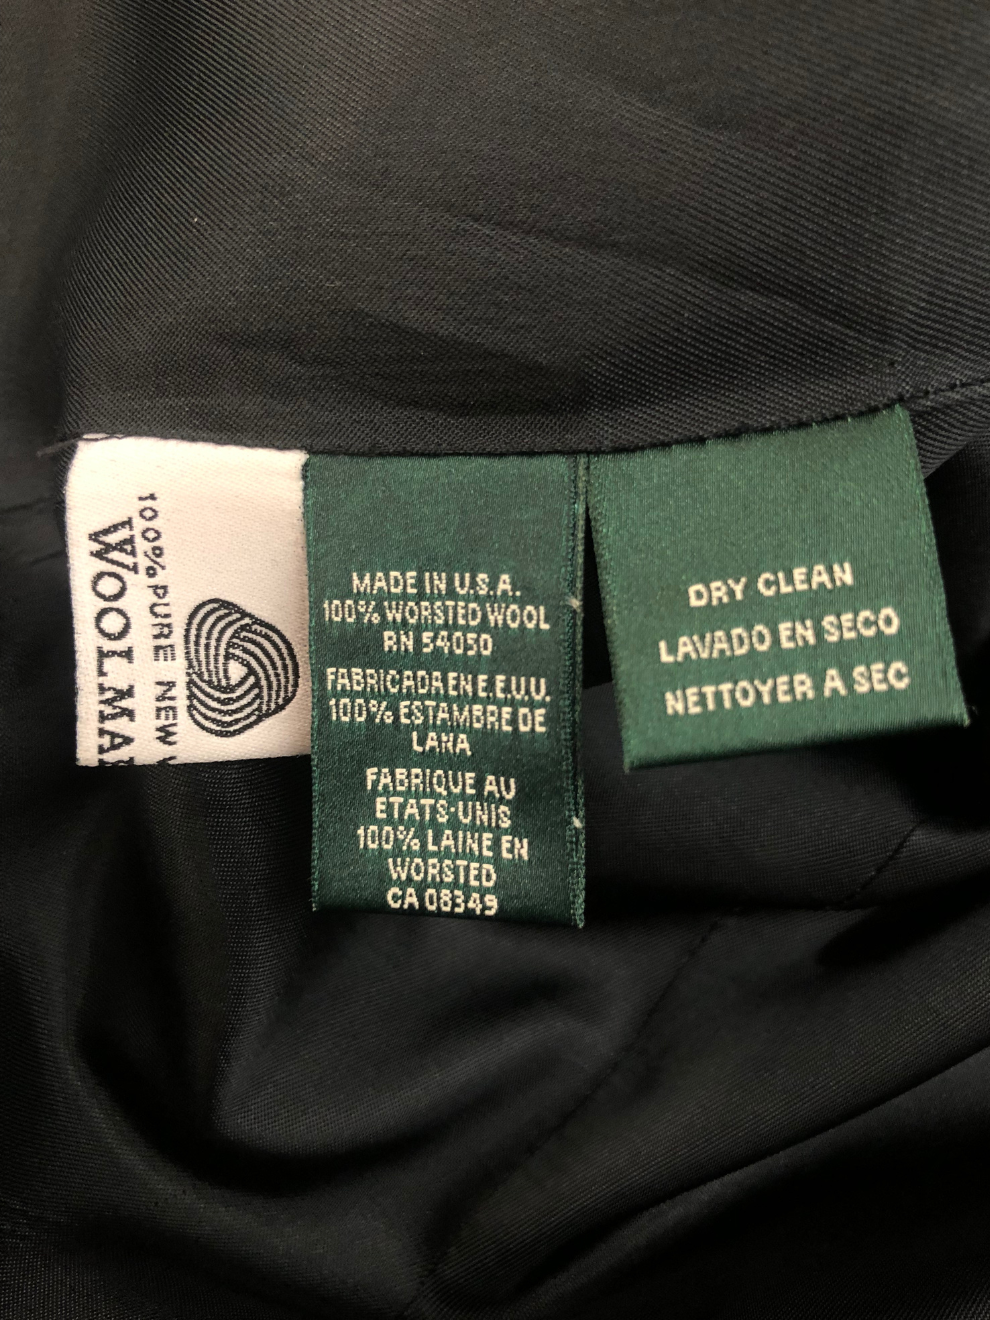 100% PURE NEW
WOOLMA
MADE IN U.S.A.
100% WORSTED WOOL
RN 54050
FABRICADA EN E.E.U.U.
100% ESTAMBRE DE
LANA
FABRIQUE AU
ETATS-UNIS
100% LAINE EN
WORSTED
CA 08349
DRY CLEAN
LAVADO EN SECO
NETTOYER A SEC